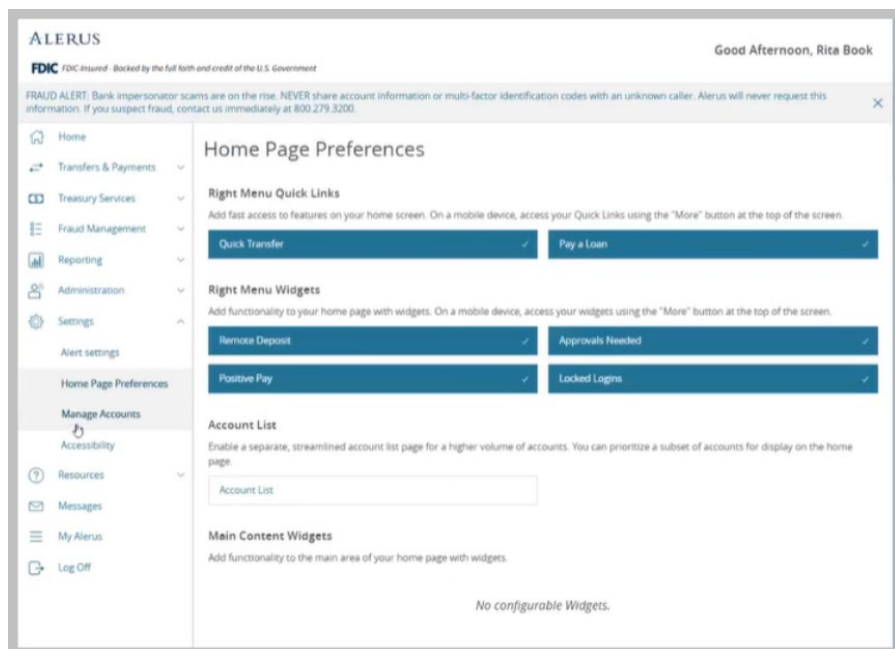 ALERUS
FDIC FDIC-Insured - Backed by the full faith and credit of the U.S. Government
Good Afternoon, Rita Book
FRAUD ALERT: Bank impersonator scams are on the rise. NEVER share account information or multi-factor identification codes with an unknown caller. Alerus will never request this
information. If you suspect fraud, contact us immediately at 800.279.3200.
Home
Transfers & Payments
Treasury Services
Fraud Management
Reporting
Administration
Settings
Alert settings
Home Page Preferences
Manage Accounts
Accessibility
Resources
Messages
My Alerus
Log Off
Home Page Preferences
Right Menu Quick Links
Add fast access to features on your home screen. On a mobile device, access your Quick Links using the "More" button at the top of the screen.
Quick Transfer
Pay a Loan
Right Menu Widgets
Add functionality to your home page with widgets. On a mobile device, access your widgets using the "More" button at the top of the screen.
Remote Deposit
Approvals Needed
Positive Pay
Locked Logins
Account List
Enable a separate, streamlined account list page for a higher volume of accounts. You can prioritize a subset of accounts for display on the home
page.
Account List
Main Content Widgets
Add functionality to the main area of your home page with widgets.
No configurable Widgets.